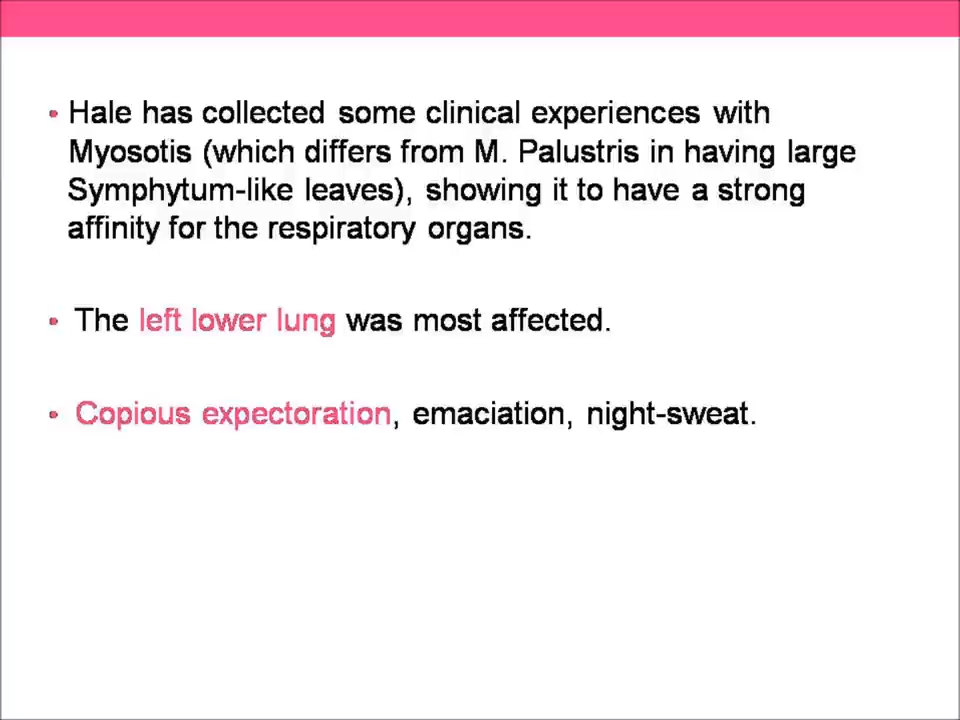 • Hale has collected some clinical experiences with
Myosotis (which differs from M. Palustris in having large
Symphytum-like leaves), showing it to have a strong
affinity for the respiratory organs.
• The left lower lung was most affected.
• Copious expectoration, emaciation, night-sweat.